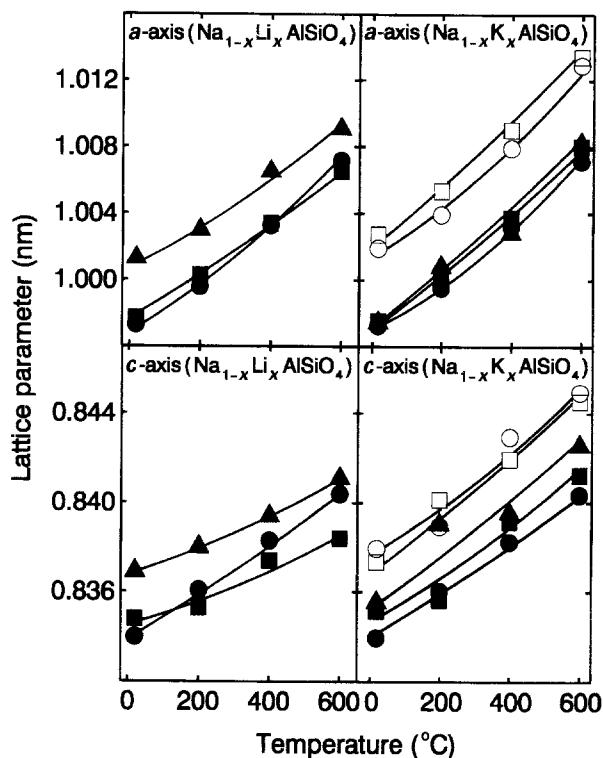 a-axis (Na1-xLixAlSiO4)
a-axis (Na1-xKxAlSiO4)
1.012
1.008
1.004
1.000
Lattice parameter (nm)
c-axis (Na1-xLixAlSiO4)
c-axis (Na1-xKxAlSiO4)
0.844
0.840
0.836
0 200 400 600 0 200 400 600
Temperature (°C)